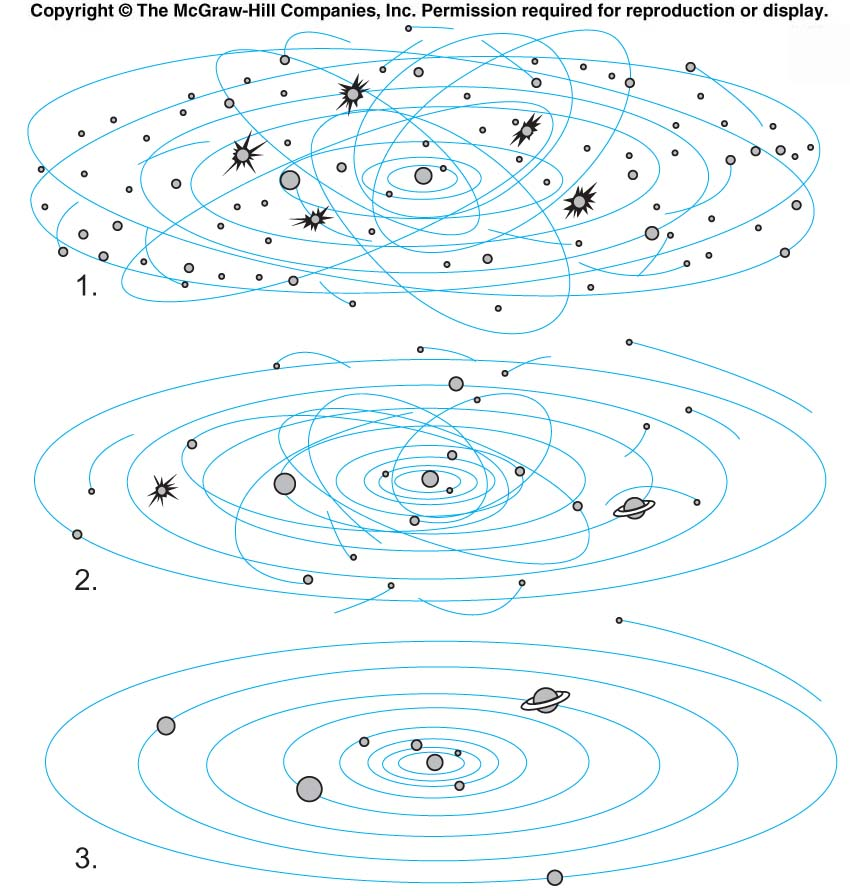 Copyright © The McGraw-Hill Companies, Inc. Permission required for reproduction or display.
1.
2.
3.